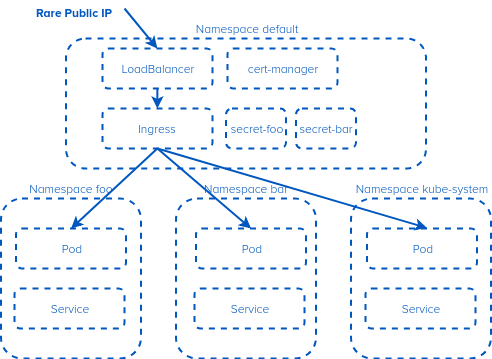 Rare Public IP
Namespace default
LoadBalancer
cert-manager
Ingress
secret-foo
secret-bar
Namespace foo
Namespace bar
Namespace kube-system
Pod
Pod
Pod
Service
Service
Service